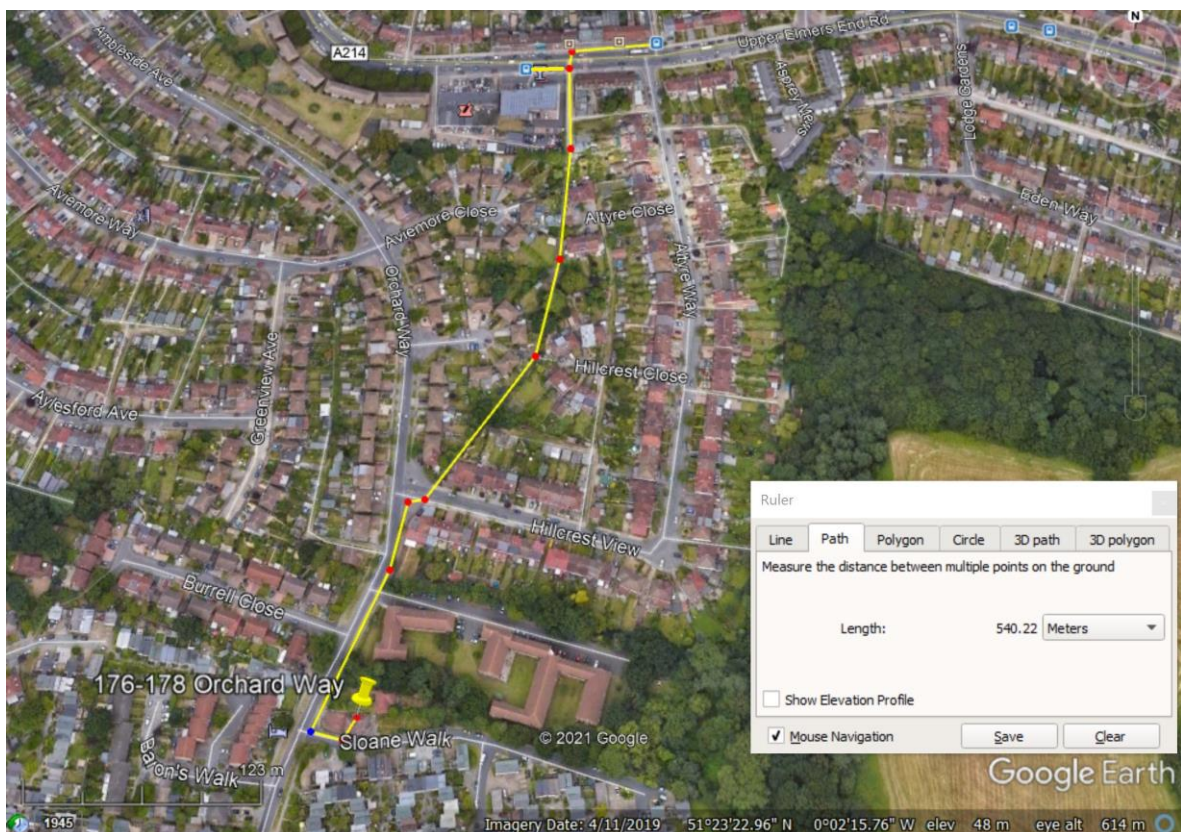 N
Ambleside Ave
A214
Upper Elmers End Rd
Asprey Mews
Lodge Gardens
Eden Way
Aviemore Way
Aviemore Close
Altyre Close
Altyre Way
Orchard Way
Greenview Ave
Hillcrest Close
Aylesford Ave
Hillcrest View
Burrell Close
176-178 Orchard Way
Sloane Walk
Baron's Walk
123 m
© 2021 Google
Ruler
Line Path Polygon Circle 3D path 3D polygon
Measure the distance between multiple points on the ground
Length: 540.22 Meters
Show Elevation Profile
Mouse Navigation Save Clear
Google Earth
1945 Imagery Date: 4/11/2019 51°23'22.96" N 0°02'15.76" W elev 48 m eye alt 614 m